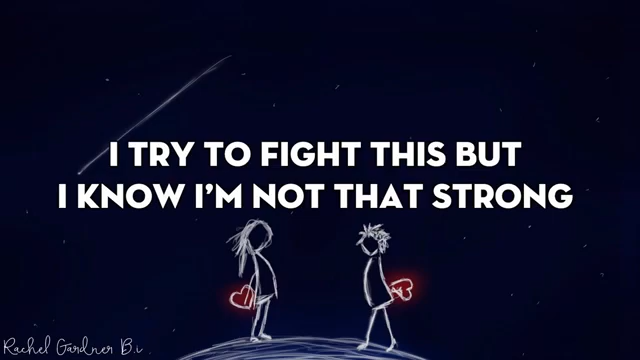 I TRY TO FIGHT THIS BUT
I KNOW I'M NOT THAT STRONG
Rachel Gardner B.i